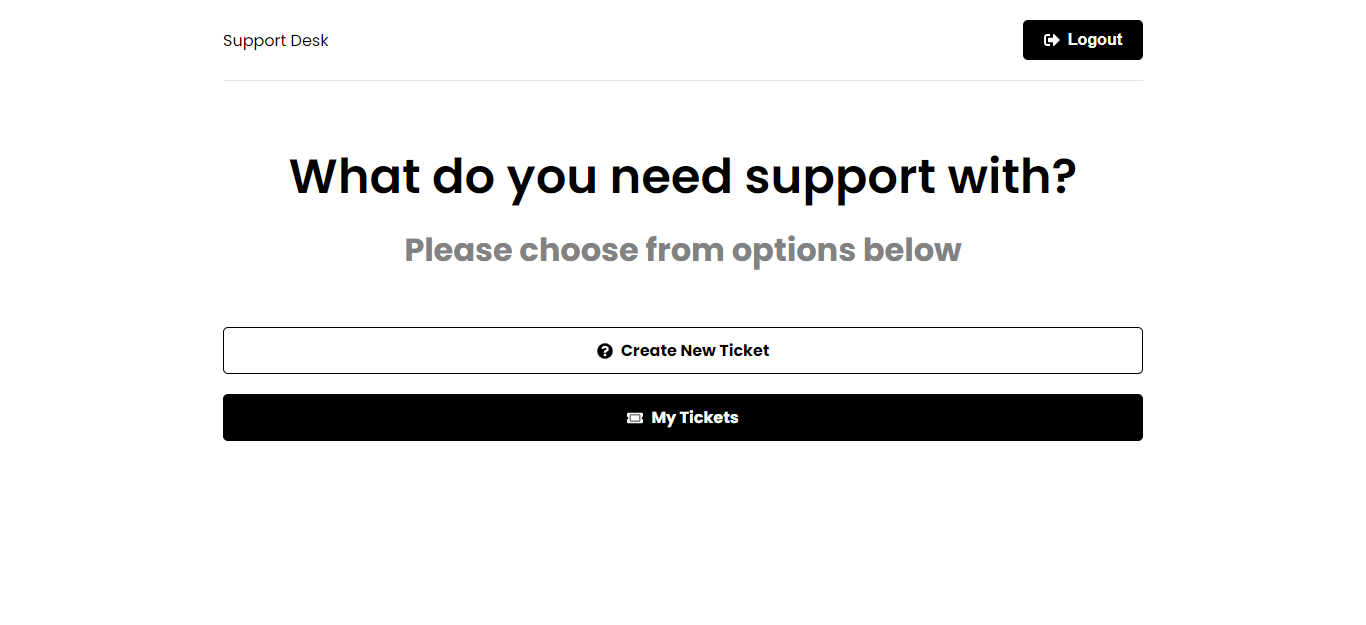 Support Desk
Logout
What do you need support with?
Please choose from options below
Create New Ticket
My Tickets